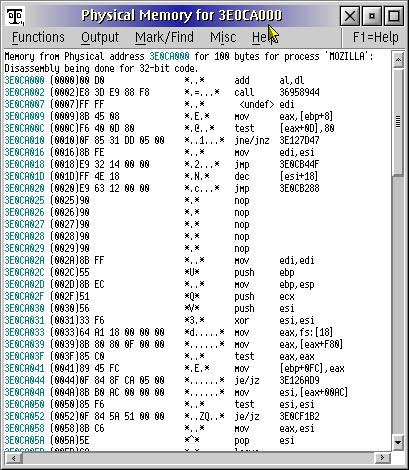 Physical Memory for 3E0CA000
Functions Output Mark/Find Misc Help F1=Help
Memory from Physical address 3E0CA000 for 100 bytes for process 'MOZILLA':
Disassembly being done for 32-bit code.
3E0CA000 (0000)00 D0 *..* add al,dl
3E0CA002 (0002)E8 3D E9 88 F8 *.=...* call 36958944
3E0CA007 (0007)FF FF *..* <undef> edi
3E0CA009 (0009)8B 45 08 *.E.* mov eax,[ebp+8]
3E0CA00C (000C)F6 40 0D 80 *.@..* test [eax+0D],80
3E0CA010 (0010)0F 85 31 DD 05 00 *..1...* jne/jnz 3E127D47
3E0CA016 (0016)8B FE *..* mov edi,esi
3E0CA018 (0018)E9 32 14 00 00 *.2...* jmp 3E0CB44F
3E0CA01D (001D)FF 4E 18 *.N.* dec [esi+18]
3E0CA020 (0020)E9 63 12 00 00 *.c...* jmp 3E0CB288
3E0CA025 (0025)90 *.* nop
3E0CA026 (0026)90 *.* nop
3E0CA027 (0027)90 *.* nop
3E0CA028 (0028)90 *.* nop
3E0CA029 (0029)90 *.* nop
3E0CA02A (002A)8B FF *..* mov edi,edi
3E0CA02C (002C)55 *U* push ebp
3E0CA02D (002D)8B EC *..* mov ebp,esp
3E0CA02F (002F)51 *Q* push ecx
3E0CA030 (0030)56 *V* push esi
3E0CA031 (0031)33 F6 *3.* xor esi,esi
3E0CA033 (0033)64 A1 18 00 00 00 *d.....* mov eax,fs:[18]
3E0CA039 (0039)8B 80 80 0F 00 00 *......* mov eax,[eax+F80]
3E0CA03F (003F)85 C0 *..* test eax,eax
3E0CA041 (0041)89 45 FC *.E.* mov [ebp+0FC],eax
3E0CA044 (0044)0F 84 8F CA 05 00 *......* je/jz 3E126AD9
3E0CA04A (004A)8B B0 AC 00 00 00 *......* mov esi,[eax+00AC]
3E0CA050 (0050)85 F6 *..* test esi,esi
3E0CA052 (0052)0F 84 5A 51 00 00 *..ZQ..* je/jz 3E0CF1B2
3E0CA058 (0058)8B C6 *..* mov eax,esi
3E0CA05A (005A)5E *^* pop esi